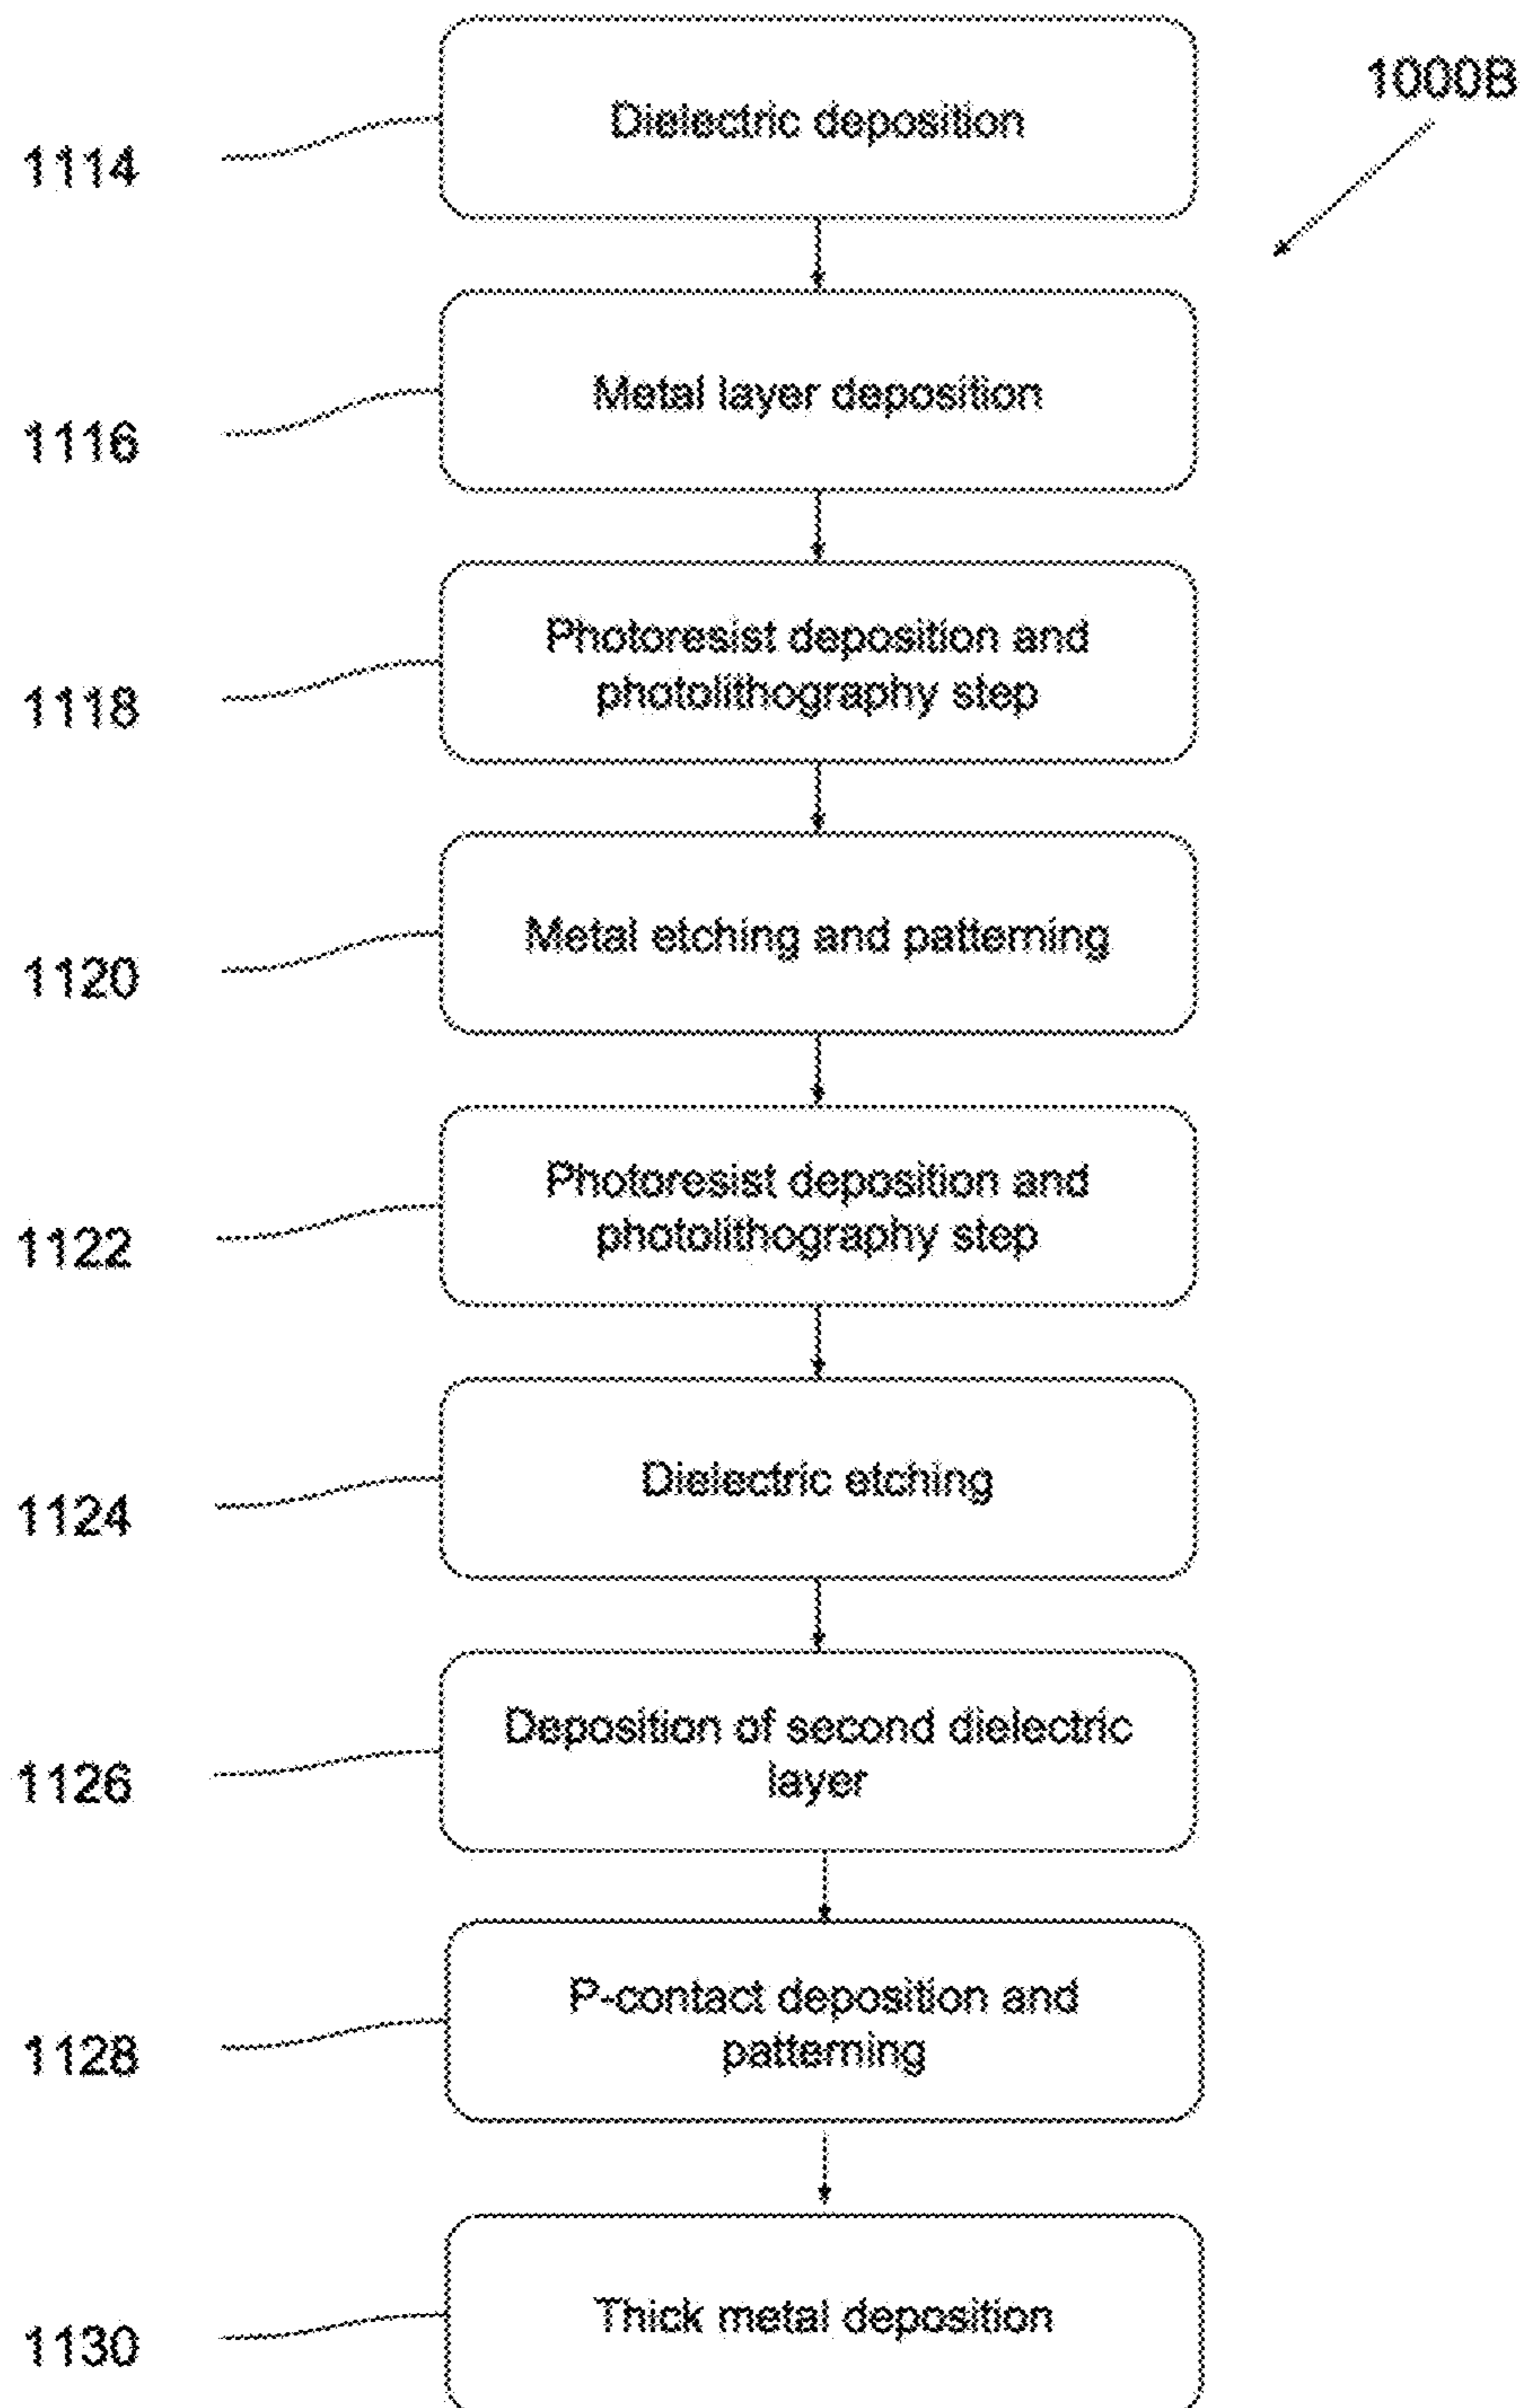 1000B
1114
Dielectric deposition
1116
Metal layer deposition
1118
Photoresist deposition and
photolithography step
1120
Metal etching and patterning
1122
Photoresist deposition and
photolithography step
1124
Dielectric etching
1126
Deposition of second dielectric
layer
1128
P-contact deposition and
patterning
1130
Thick metal deposition